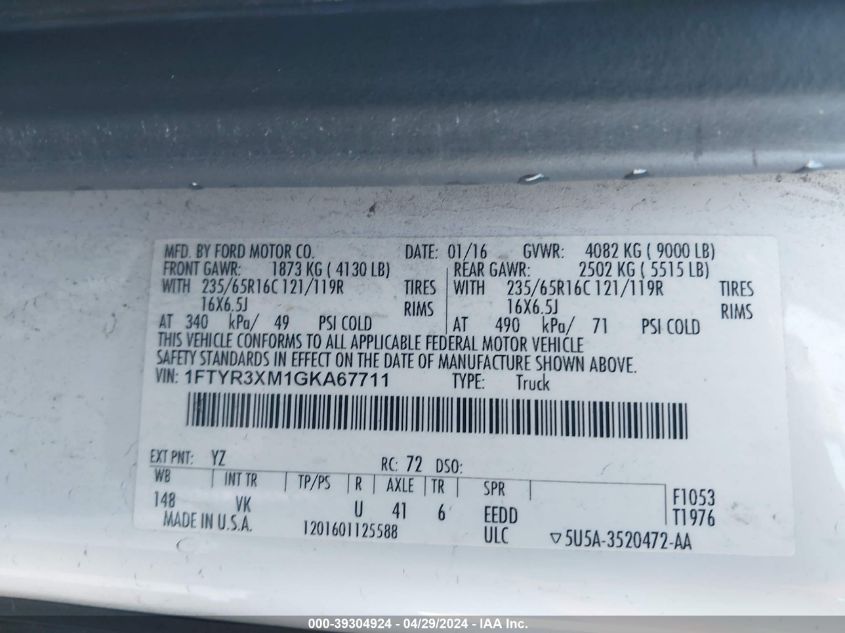 MFD. BY FORD MOTOR CO. DATE: 01/16 GVWR: 4082 KG ( 9000 LB)
FRONT GAWR: 1873 KG ( 4130 LB) REAR GAWR: 2502 KG ( 5515 LB)
WITH 235/65R16C 121/119R TIRES WITH 235/65R16C 121/119R TIRES
16X6.5J RIMS 16X6.5J RIMS
AT 340 kPa/ 49 PSI COLD AT 490 kPa/ 71 PSI COLD
THIS VEHICLE CONFORMS TO ALL APPLICABLE FEDERAL MOTOR VEHICLE
SAFETY STANDARDS IN EFFECT ON THE DATE OF MANUFACTURE SHOWN ABOVE.
VIN: 1FTYR3XM1GKA67711 TYPE: Truck
EXT PNT: YZ RC: 72 DSO:
WB INT TR TP/PS R AXLE TR SPR F1053
148 VK U 41 6 EEDD T1976
MADE IN U.S.A. 1201601125588 ULC ▽5U5A-3520472-AA
000-39304924 - 04/29/2024 - IAA Inc.